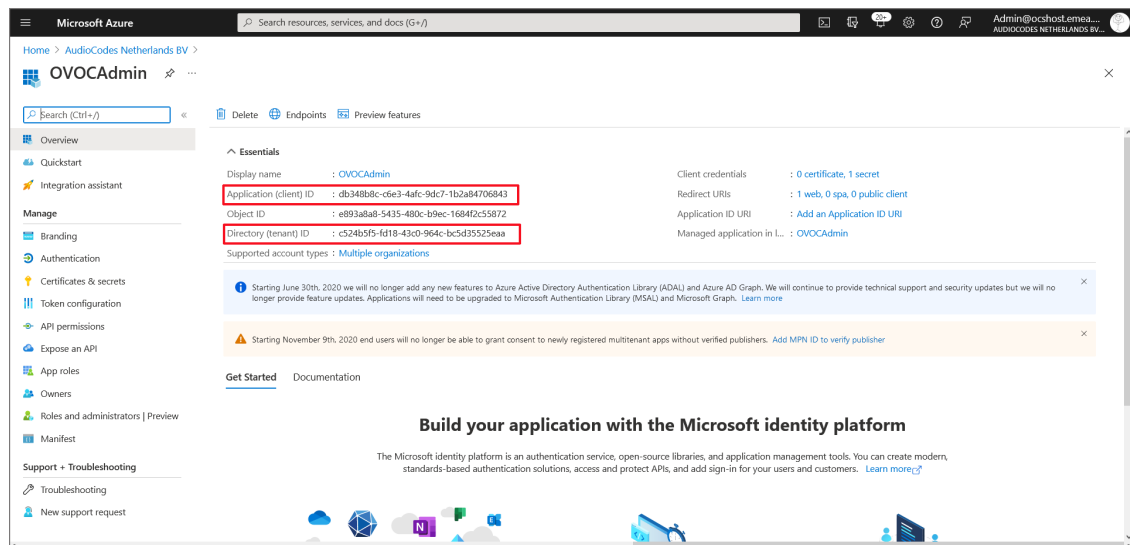 Microsoft Azure
Search resources, services, and docs (G+/)
20+
Admin@ocshost.emea....
AUDIOCODES NETHERLANDS BV...
Home > AudioCodes Netherlands BV >
OVOCAdmin
Search (Ctrl+/)
«
Delete
Endpoints
Preview features
Overview
Quickstart
Integration assistant
Manage
Branding
Authentication
Certificates & secrets
Token configuration
API permissions
Expose an API
App roles
Owners
Roles and administrators | Preview
Manifest
Support + Troubleshooting
Troubleshooting
New support request
Essentials
Display name : OVOCAdmin
Application (client) ID : db348b8c-c6e3-4afc-9dc7-1b2a84706843
Object ID : e893a8a8-5435-480c-b9ec-1684f2c55872
Directory (tenant) ID : c524b5f5-fd18-43c0-964c-bc5d35525eaa
Supported account types : Multiple organizations
Client credentials : 0 certificate, 1 secret
Redirect URIs : 1 web, 0 spa, 0 public client
Application ID URI : Add an Application ID URI
Managed application in l... : OVOCAdmin
Starting June 30th, 2020 we will no longer add any new features to Azure Active Directory Authentication Library (ADAL) and Azure AD Graph. We will continue to provide technical support and security updates but we will no
longer provide feature updates. Applications will need to be upgraded to Microsoft Authentication Library (MSAL) and Microsoft Graph. Learn more
Starting November 9th, 2020 end users will no longer be able to grant consent to newly registered multitenant apps without verified publishers. Add MPN ID to verify publisher
Get Started
Documentation
Build your application with the Microsoft identity platform
The Microsoft identity platform is an authentication service, open-source libraries, and application management tools. You can create modern,
standards-based authentication solutions, access and protect APIs, and add sign-in for your users and customers. Learn more